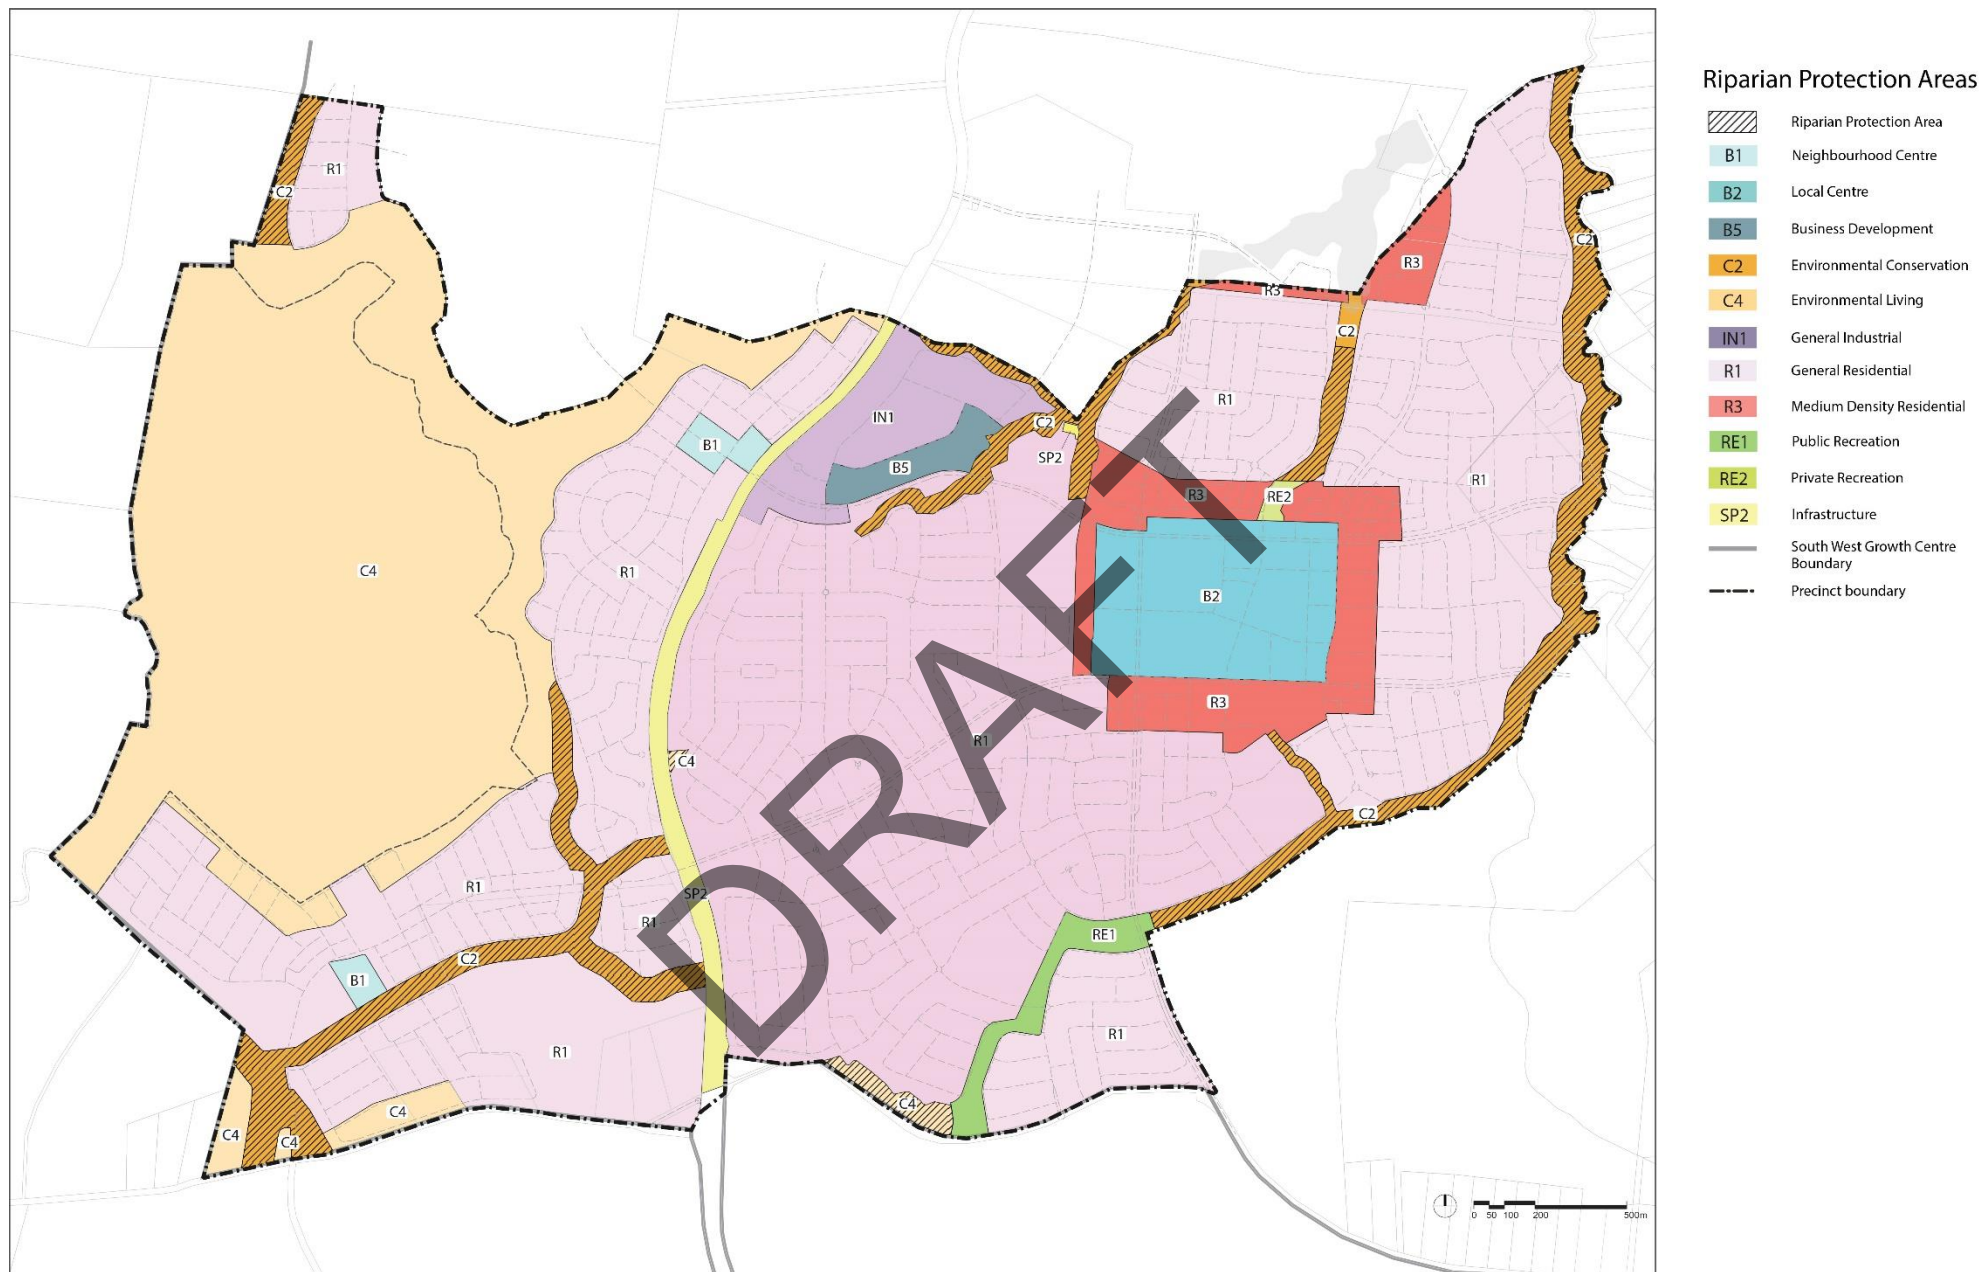 Riparian Protection Areas
Riparian Protection Area
B1 Neighbourhood Centre
B2 Local Centre
B5 Business Development
C2 Environmental Conservation
C4 Environmental Living
IN1 General Industrial
R1 General Residential
R3 Medium Density Residential
RE1 Public Recreation
RE2 Private Recreation
SP2 Infrastructure
South West Growth Centre
Boundary
Precinct boundary
R1
C2
C2
R3
R3
C2
R1
IN1
C2
B1
SP2
B5
R1
R3
RE2
C4
R1
B2
R3
R1
C4
C2
R1
SP2
R1
RE1
C2
B1
R1
R1
C4
C4
C4
C4
DRAFT
0 50 100 200 500m